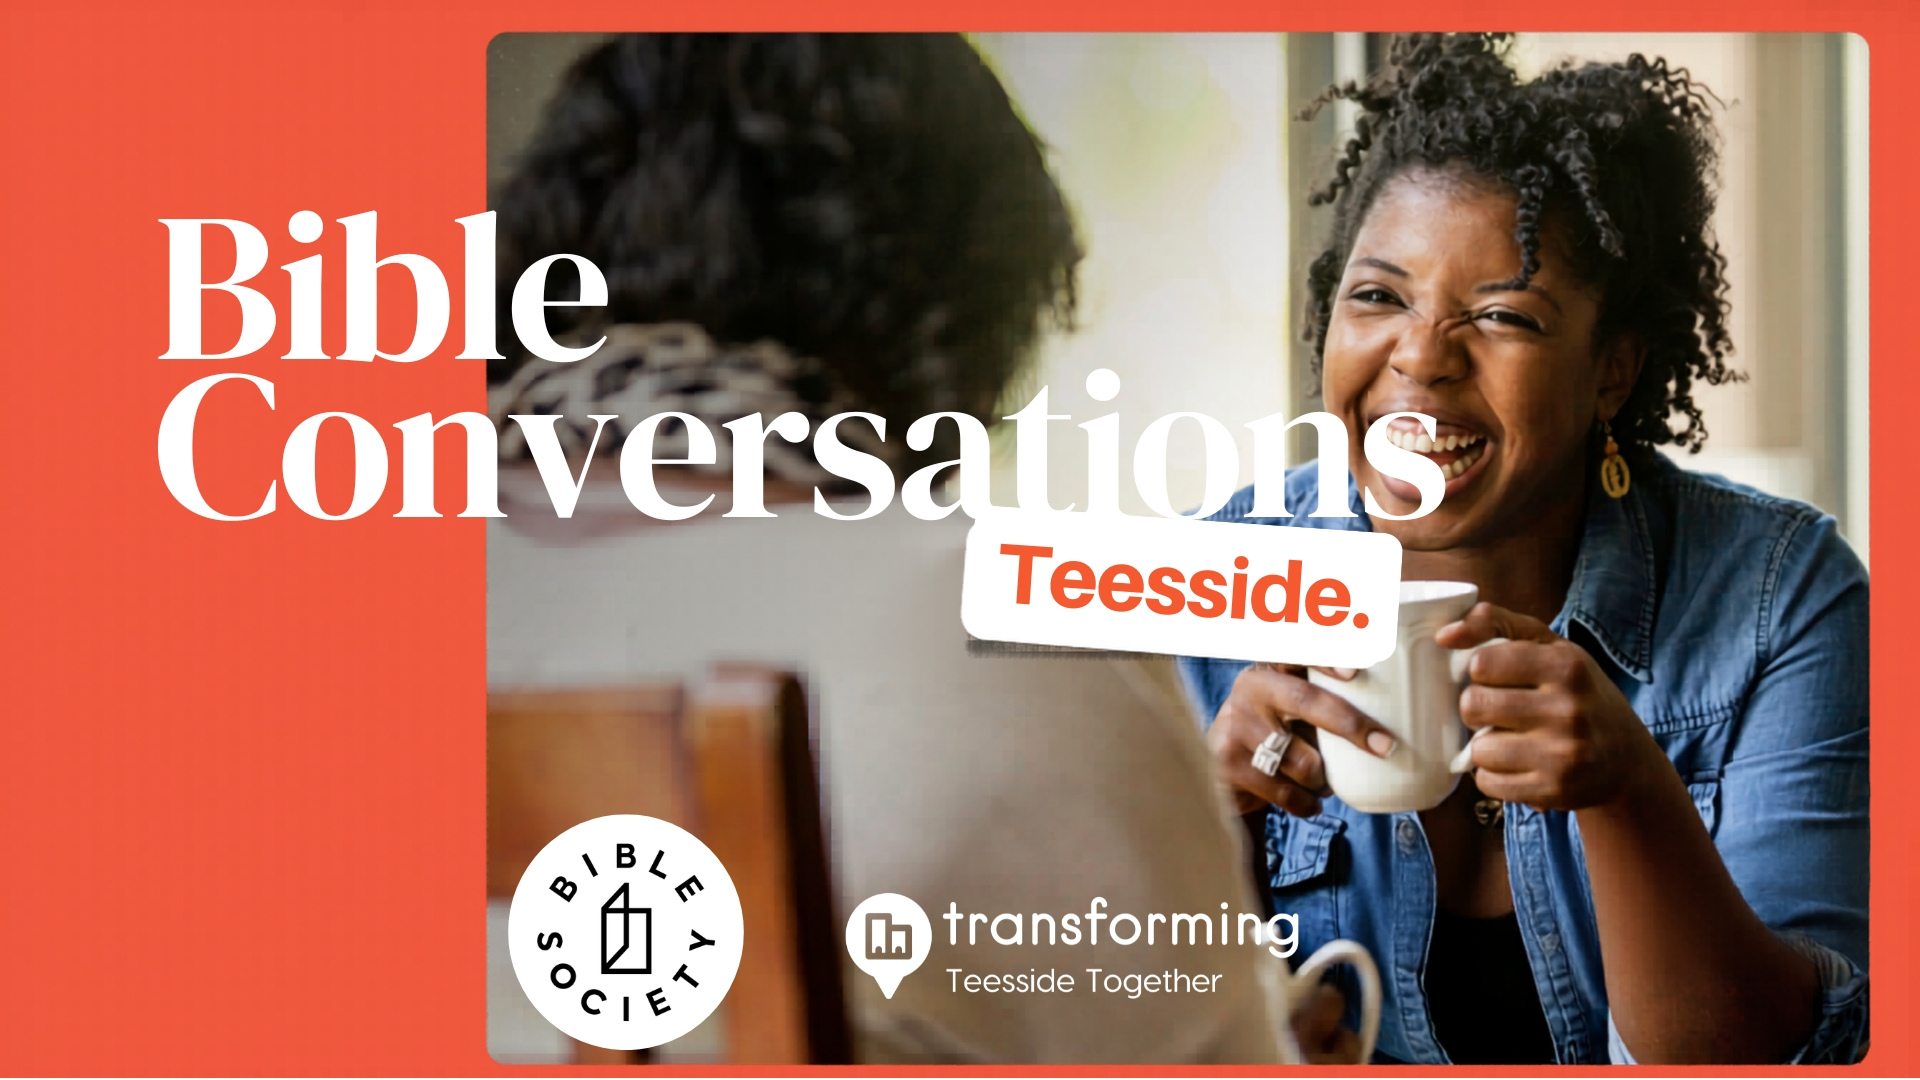 Bible
Conversations
Teesside.
BIBLE SOCIETY
transforming
Teesside Together